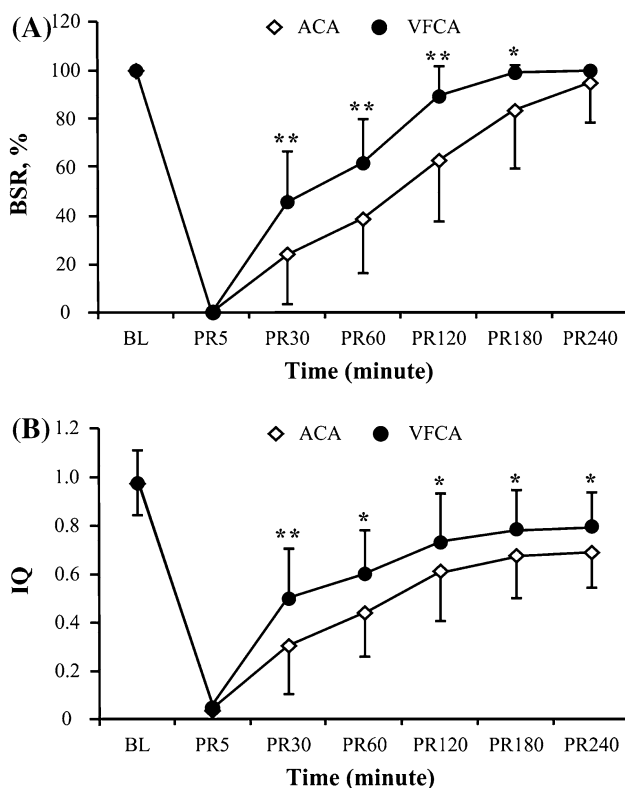 (A)
ACA VFCA
120
100
80
60
40
20
0
BSR, %
** ** ** *
BL PR5 PR30 PR60 PR120 PR180 PR240
Time (minute)
(B)
ACA VFCA
1.2
1.0
0.8
0.6
0.4
0.2
0
IQ
** * * * *
BL PR5 PR30 PR60 PR120 PR180 PR240
Time (minute)